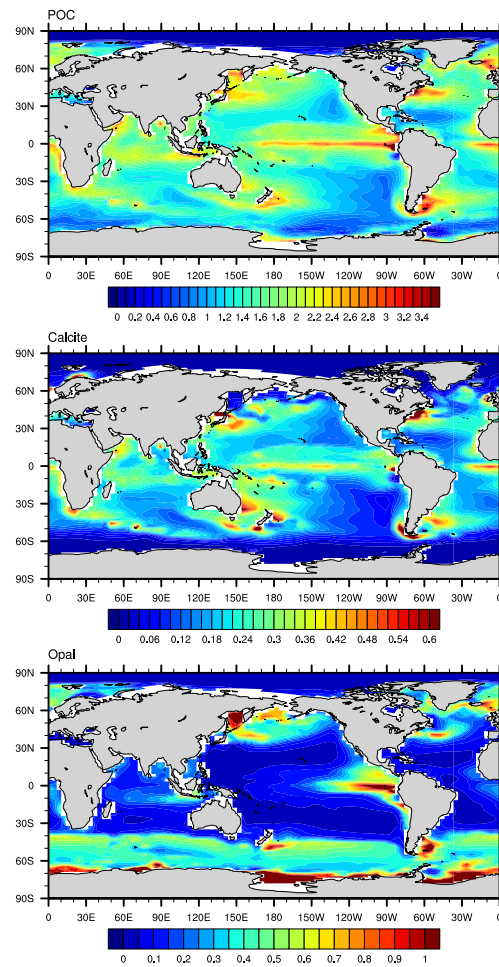 POC
90N
60N
30N
0
30S
60S
90S
0 30E 60E 90E 120E 150E 180 150W 120W 90W 60W 30W 0
0 0.2 0.4 0.6 0.8 1 1.2 1.4 1.6 1.8 2 2.2 2.4 2.6 2.8 3 3.2 3.4
Calcite
90N
60N
30N
0
30S
60S
90S
0 30E 60E 90E 120E 150E 180 150W 120W 90W 60W 30W 0
0 0.06 0.12 0.18 0.24 0.3 0.36 0.42 0.48 0.54 0.6
Opal
90N
60N
30N
0
30S
60S
90S
0 30E 60E 90E 120E 150E 180 150W 120W 90W 60W 30W 0
0 0.1 0.2 0.3 0.4 0.5 0.6 0.7 0.8 0.9 1